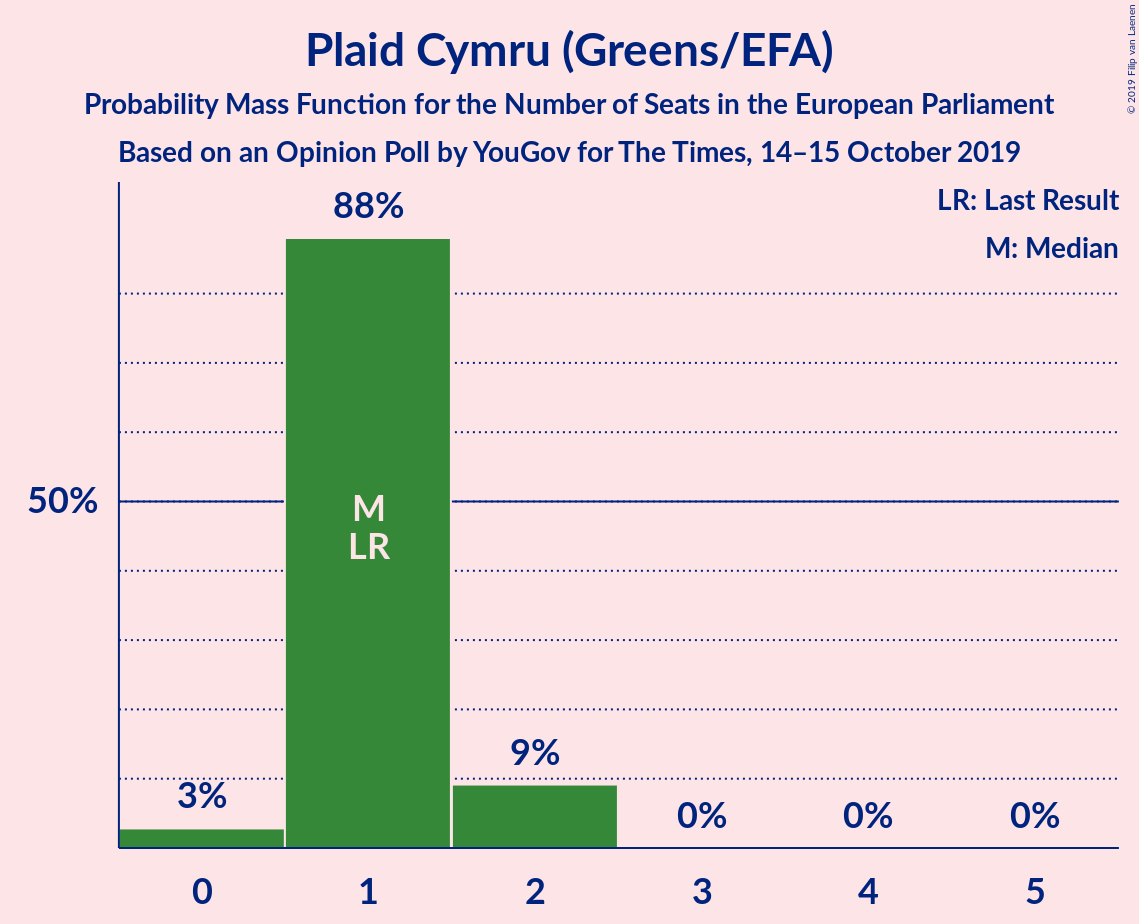 Plaid Cymru (Greens/EFA)
Probability Mass Function for the Number of Seats in the European Parliament
Based on an Opinion Poll by YouGov for The Times, 14–15 October 2019
© 2019 Filip van Laenen
LR: Last Result
M: Median
88%
50%
M
LR
9%
3%
0%
0%
0%
0
1
2
3
4
5